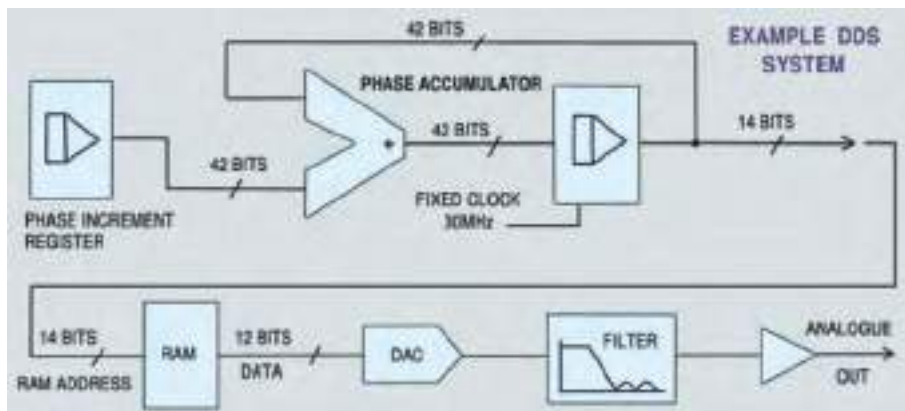 42 BITS
EXAMPLE DDS
SYSTEM
PHASE ACCUMULATOR
42 BITS
14 BITS
42 BITS
FIXED CLOCK
30MHz
PHASE INCREMENT
REGISTER
14 BITS
RAM
12 BITS
DAC
FILTER
ANALOGUE
RAM ADDRESS
DATA
OUT